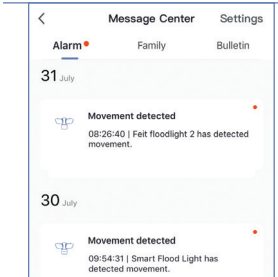 Message Center Settings
Alarm Family Bulletin
31 July
Movement detected
08:26:40 | Feit floodlight 2 has detected
movement.
30 July
Movement detected
09:54:31 | Smart Flood Light has
detected movement.